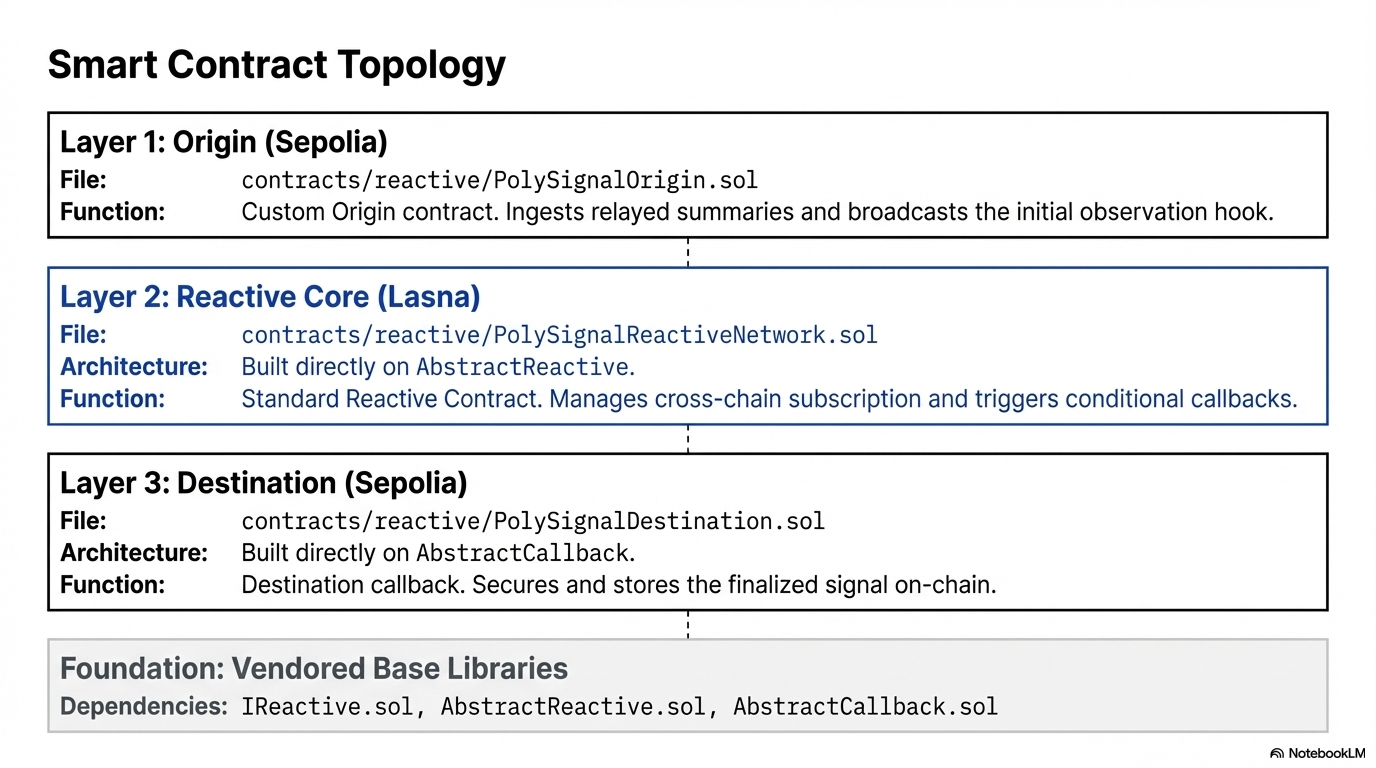 Smart Contract Topology
Layer 1: Origin (Sepolia)
File: contracts/reactive/PolySignalOrigin.sol
Function: Custom Origin contract. Ingests relayed summaries and broadcasts the initial observation hook.
Layer 2: Reactive Core (Lasna)
File: contracts/reactive/PolySignalReactiveNetwork.sol
Architecture: Built directly on AbstractReactive.
Function: Standard Reactive Contract. Manages cross-chain subscription and triggers conditional callbacks.
Layer 3: Destination (Sepolia)
File: contracts/reactive/PolySignalDestination.sol
Architecture: Built directly on AbstractCallback.
Function: Destination callback. Secures and stores the finalized signal on-chain.
Foundation: Vendored Base Libraries
Dependencies: IReactive.sol, AbstractReactive.sol, AbstractCallback.sol
NotebookLM